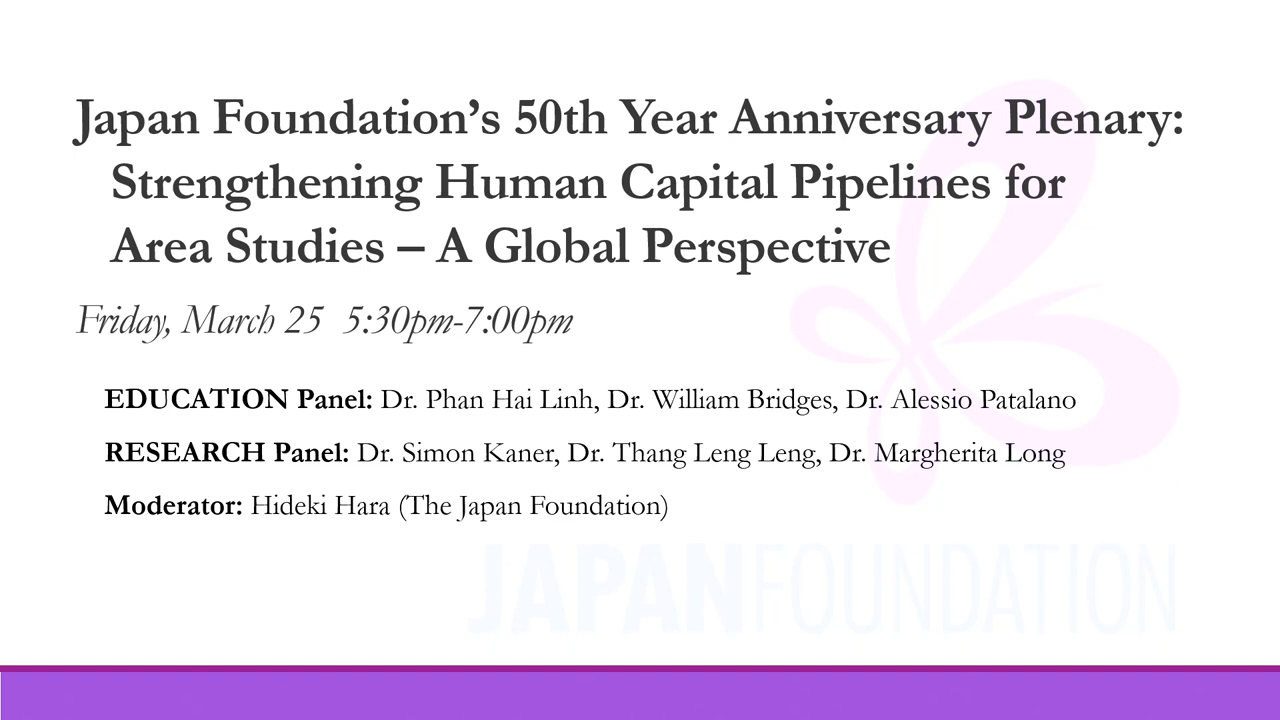 Japan Foundation’s 50th Year Anniversary Plenary:
Strengthening Human Capital Pipelines for
Area Studies – A Global Perspective
Friday, March 25  5:30pm-7:00pm
EDUCATION Panel: Dr. Phan Hai Linh, Dr. William Bridges, Dr. Alessio Patalano
RESEARCH Panel: Dr. Simon Kaner, Dr. Thang Leng Leng, Dr. Margherita Long
Moderator: Hideki Hara (The Japan Foundation)
JAPANFOUNDATION